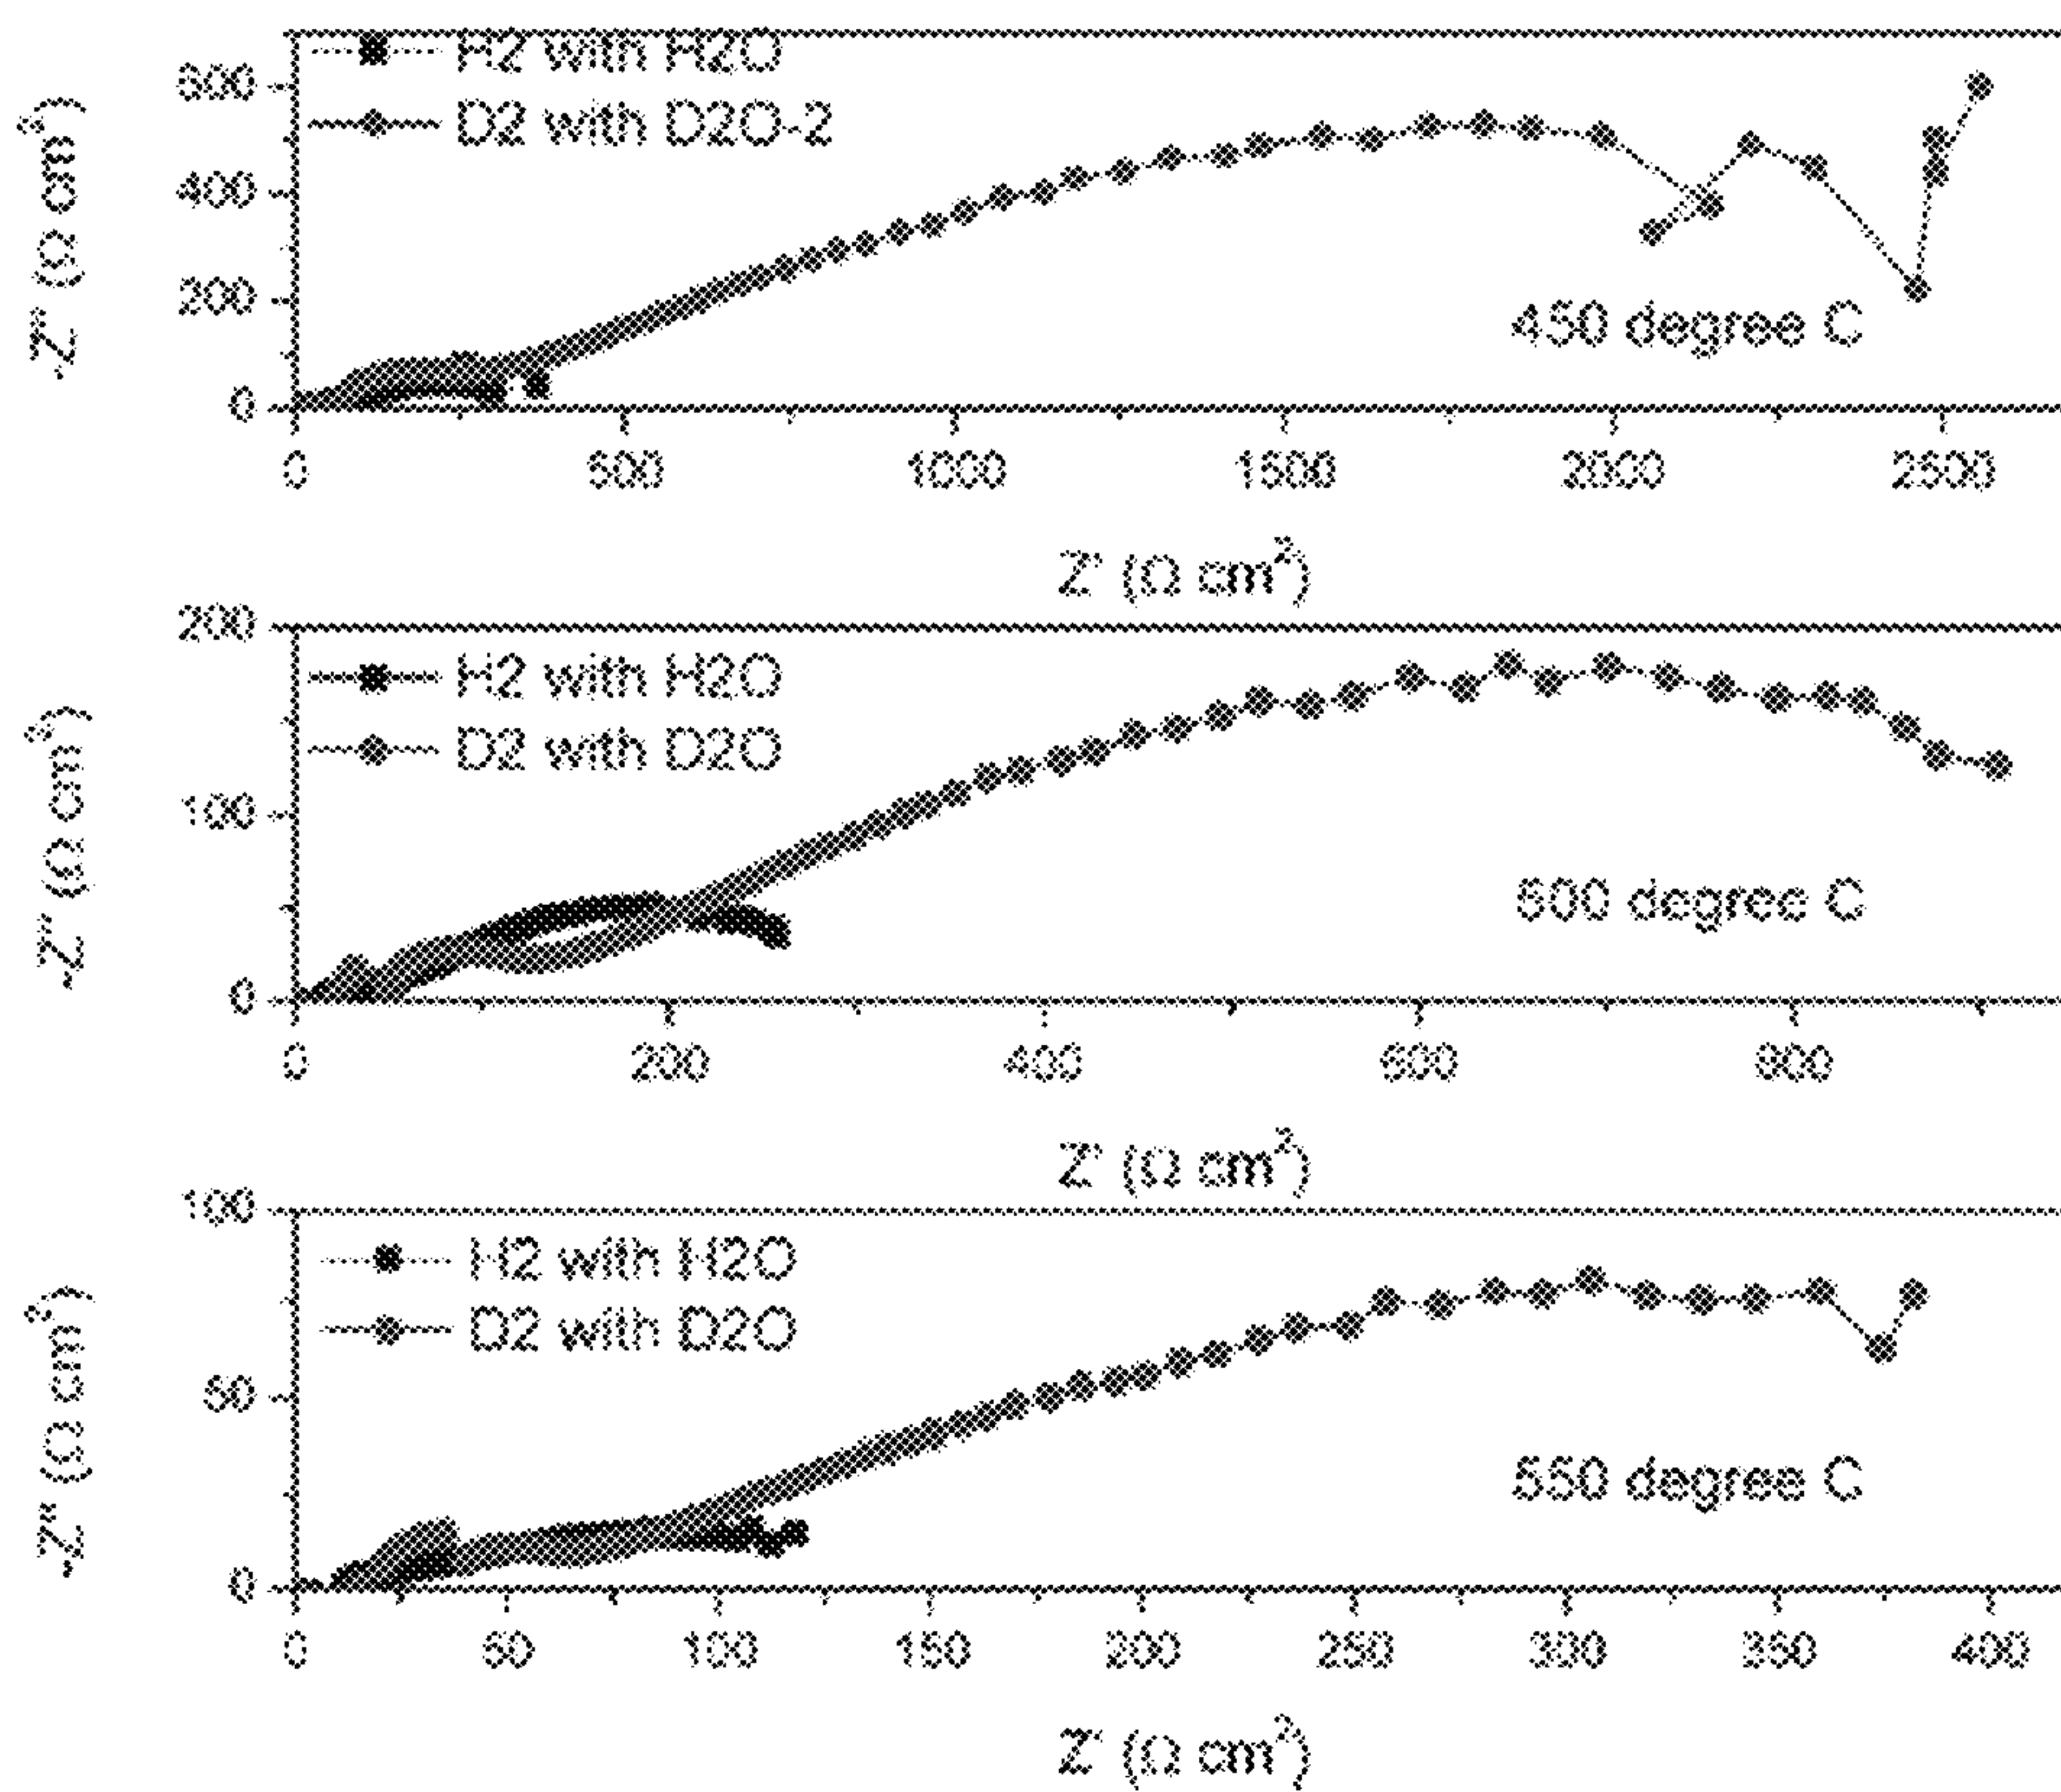 H2 with H2O
D2 with D2O-2
600
400
200
0
-Z" (Ω cm²)
450 degree C
0 500 1000 1500 2000 2500
Z' (Ω cm²)
200
H2 with H2O
D2 with D2O
100
0
-Z" (Ω cm²)
500 degree C
0 200 400 600 800
Z' (Ω cm²)
100
H2 with H2O
D2 with D2O
50
0
-Z" (Ω cm²)
550 degree C
0 50 100 150 200 250 300 350 400
Z' (Ω cm²)